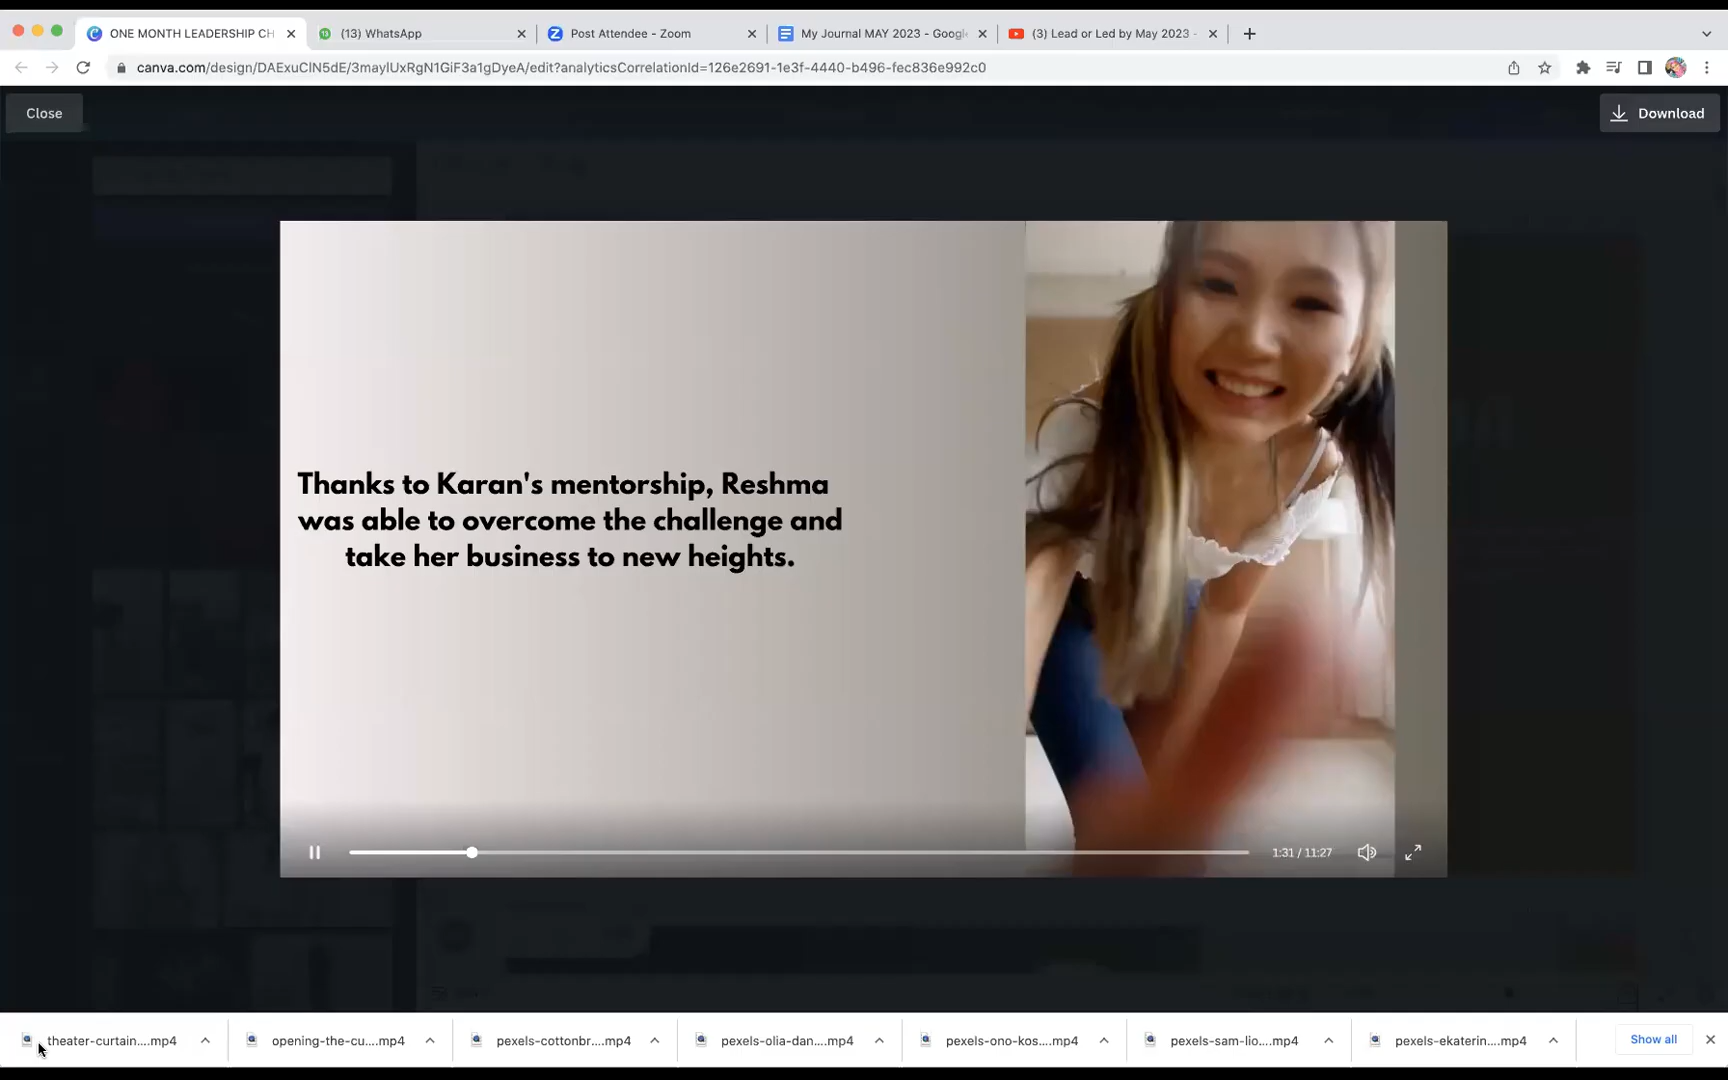 ONE MONTH LEADERSHIP CH
(13) WhatsApp
Post Attendee - Zoom
My Journal MAY 2023 - Google
(3) Lead or Led by May 2023 -
canva.com/design/DAExuClN5dE/3maylUxRgN1GiF3a1gDyeA/edit?analyticsCorrelationId=126e2691-1e3f-4440-b496-fec836e992c0
Close
Download
Thanks to Karan's mentorship, Reshma
was able to overcome the challenge and
take her business to new heights.
1:31 / 11:27
theater-curtain....mp4
opening-the-cu....mp4
pexels-cottonbr....mp4
pexels-olia-dan....mp4
pexels-ono-kos....mp4
pexels-sam-lio....mp4
pexels-ekaterin....mp4
Show all